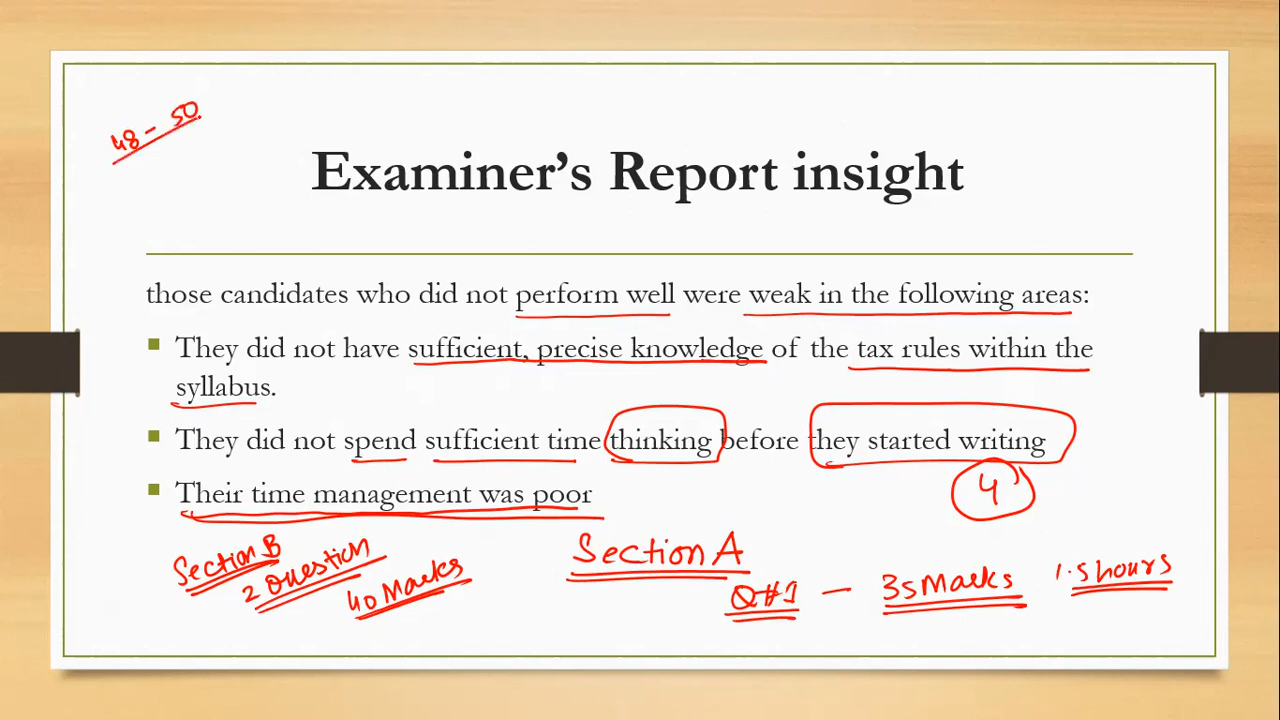 48 - 50
Examiner's Report insight
those candidates who did not perform well were weak in the following areas:
They did not have sufficient, precise knowledge of the tax rules within the
syllabus.
They did not spend sufficient time thinking before they started writing
4
Their time management was poor
Section B
2 Question
40 Marks
Section A
Q#1 - 35 Marks 1.5 hours